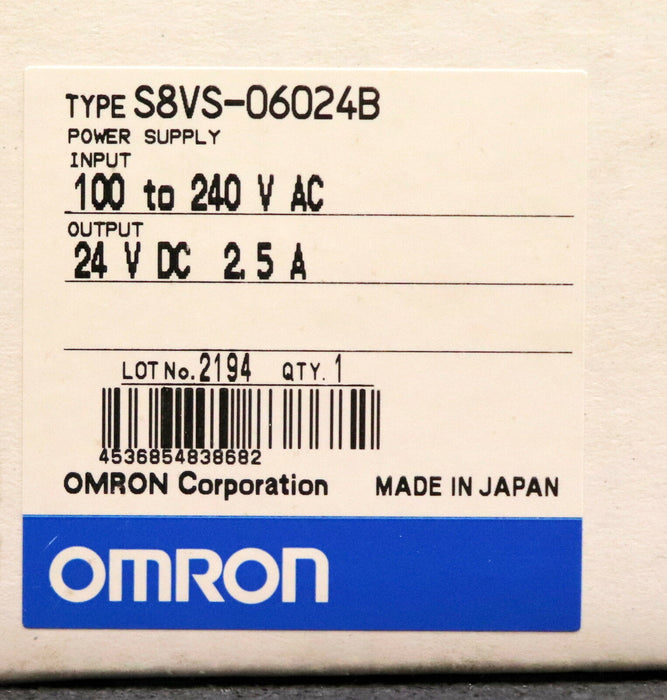 TYPE S8VS-06024B
POWER SUPPLY
INPUT
100 to 240 V AC
OUTPUT
24 V DC 2.5 A
LOT No. 2194 QTY. 1
4536854838682
OMRON Corporation MADE IN JAPAN
OMRON